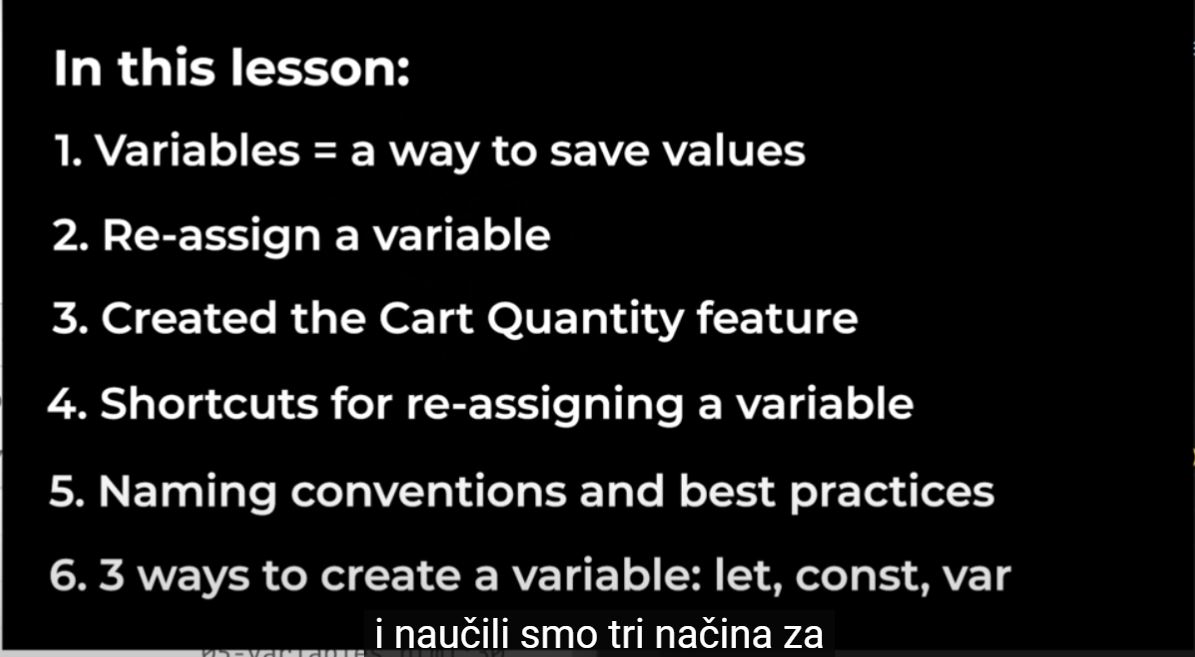 In this lesson:
1. Variables = a way to save values
2. Re-assign a variable
3. Created the Cart Quantity feature
4. Shortcuts for re-assigning a variable
5. Naming conventions and best practices
6. 3 ways to create a variable: let, const, var
i naučili smo tri načina za